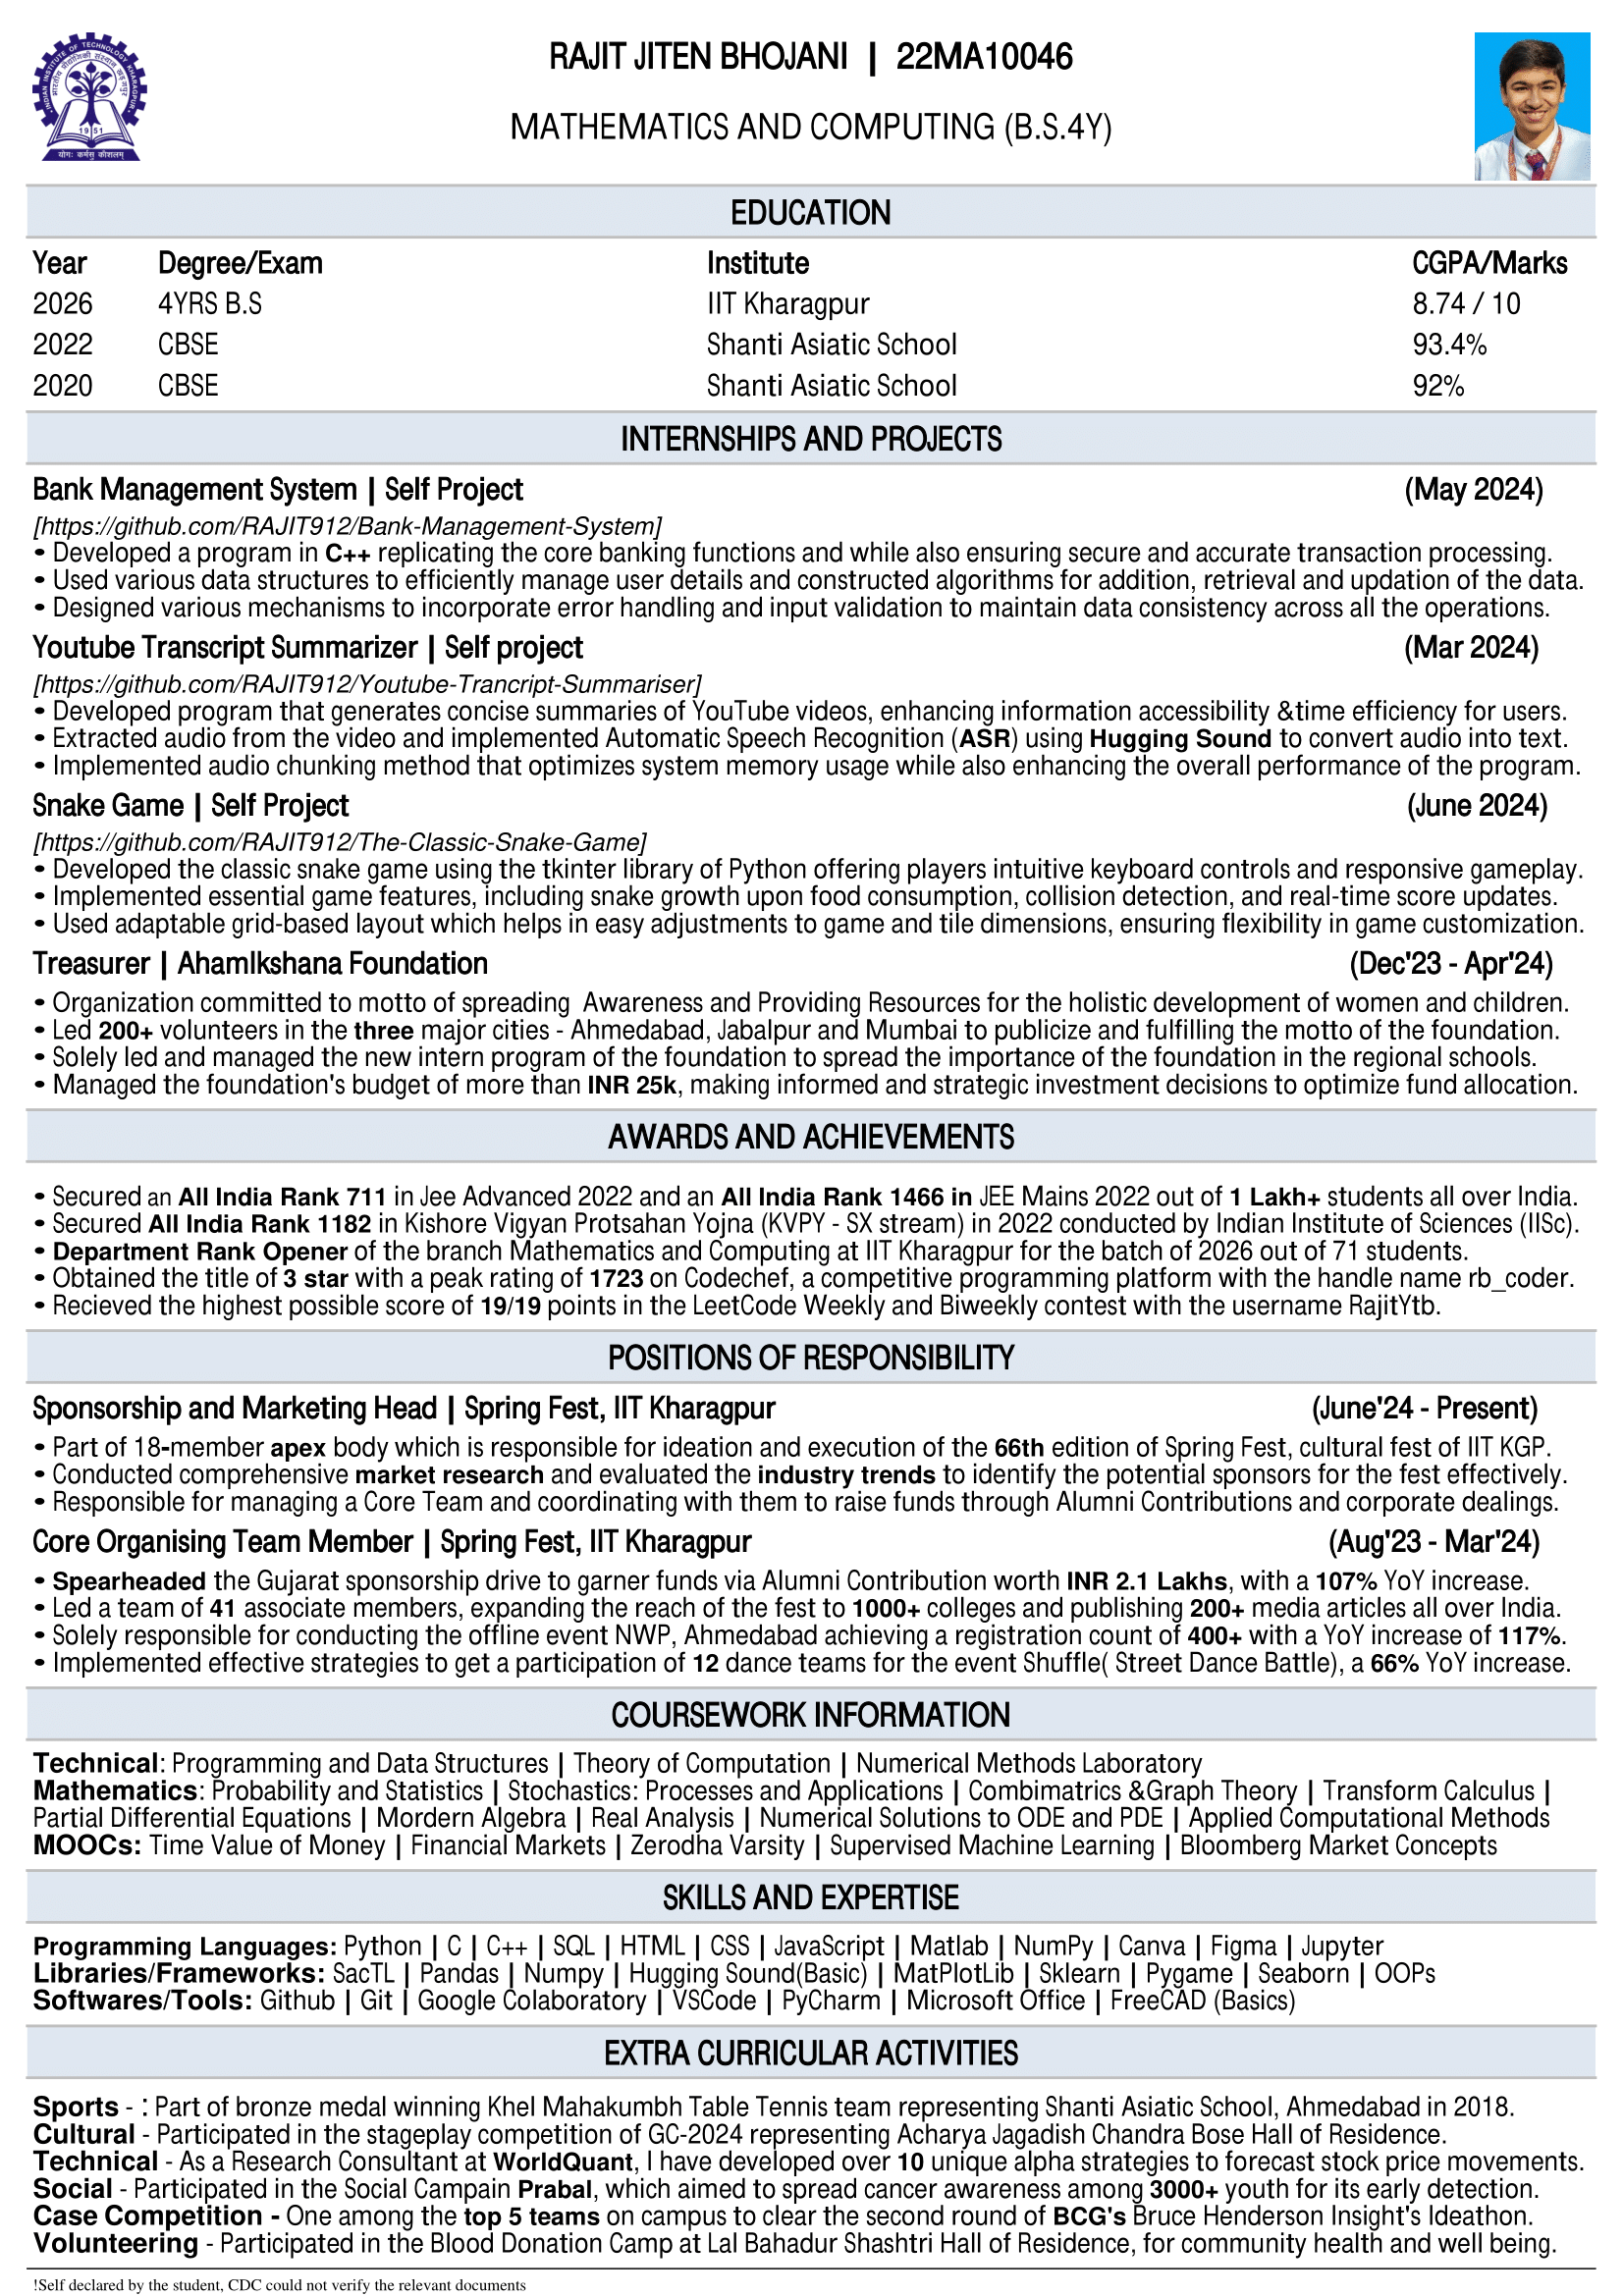 INDIAN INSTITUTE OF TECHNOLOGY KHARAGPUR
भारतीय प्रौद्योगिकी संस्थान खड़गपुर
1951
योगः कर्मसु कौशलम्
RAJIT JITEN BHOJANI | 22MA10046
MATHEMATICS AND COMPUTING (B.S.4Y)
EDUCATION
Year Degree/Exam Institute CGPA/Marks
2026 4YRS B.S IIT Kharagpur 8.74 / 10
2022 CBSE Shanti Asiatic School 93.4%
2020 CBSE Shanti Asiatic School 92%
INTERNSHIPS AND PROJECTS
Bank Management System | Self Project (May 2024)
[https://github.com/RAJIT912/Bank-Management-System]
• Developed a program in C++ replicating the core banking functions and while also ensuring secure and accurate transaction processing.
• Used various data structures to efficiently manage user details and constructed algorithms for addition, retrieval and updation of the data.
• Designed various mechanisms to incorporate error handling and input validation to maintain data consistency across all the operations.
Youtube Transcript Summarizer | Self project (Mar 2024)
[https://github.com/RAJIT912/Youtube-Trancript-Summariser]
• Developed program that generates concise summaries of YouTube videos, enhancing information accessibility &time efficiency for users.
• Extracted audio from the video and implemented Automatic Speech Recognition (ASR) using Hugging Sound to convert audio into text.
• Implemented audio chunking method that optimizes system memory usage while also enhancing the overall performance of the program.
Snake Game | Self Project (June 2024)
[https://github.com/RAJIT912/The-Classic-Snake-Game]
• Developed the classic snake game using the tkinter library of Python offering players intuitive keyboard controls and responsive gameplay.
• Implemented essential game features, including snake growth upon food consumption, collision detection, and real-time score updates.
• Used adaptable grid-based layout which helps in easy adjustments to game and tile dimensions, ensuring flexibility in game customization.
Treasurer | AhamIkshana Foundation (Dec'23 - Apr'24)
• Organization committed to motto of spreading Awareness and Providing Resources for the holistic development of women and children.
• Led 200+ volunteers in the three major cities - Ahmedabad, Jabalpur and Mumbai to publicize and fulfilling the motto of the foundation.
• Solely led and managed the new intern program of the foundation to spread the importance of the foundation in the regional schools.
• Managed the foundation's budget of more than INR 25k, making informed and strategic investment decisions to optimize fund allocation.
AWARDS AND ACHIEVEMENTS
• Secured an All India Rank 711 in Jee Advanced 2022 and an All India Rank 1466 in JEE Mains 2022 out of 1 Lakh+ students all over India.
• Secured All India Rank 1182 in Kishore Vigyan Protsahan Yojna (KVPY - SX stream) in 2022 conducted by Indian Institute of Sciences (IISc).
• Department Rank Opener of the branch Mathematics and Computing at IIT Kharagpur for the batch of 2026 out of 71 students.
• Obtained the title of 3 star with a peak rating of 1723 on Codechef, a competitive programming platform with the handle name rb_coder.
• Recieved the highest possible score of 19/19 points in the LeetCode Weekly and Biweekly contest with the username RajitYtb.
POSITIONS OF RESPONSIBILITY
Sponsorship and Marketing Head | Spring Fest, IIT Kharagpur (June'24 - Present)
• Part of 18-member apex body which is responsible for ideation and execution of the 66th edition of Spring Fest, cultural fest of IIT KGP.
• Conducted comprehensive market research and evaluated the industry trends to identify the potential sponsors for the fest effectively.
• Responsible for managing a Core Team and coordinating with them to raise funds through Alumni Contributions and corporate dealings.
Core Organising Team Member | Spring Fest, IIT Kharagpur (Aug'23 - Mar'24)
• Spearheaded the Gujarat sponsorship drive to garner funds via Alumni Contribution worth INR 2.1 Lakhs, with a 107% YoY increase.
• Led a team of 41 associate members, expanding the reach of the fest to 1000+ colleges and publishing 200+ media articles all over India.
• Solely responsible for conducting the offline event NWP, Ahmedabad achieving a registration count of 400+ with a YoY increase of 117%.
• Implemented effective strategies to get a participation of 12 dance teams for the event Shuffle( Street Dance Battle), a 66% YoY increase.
COURSEWORK INFORMATION
Technical: Programming and Data Structures | Theory of Computation | Numerical Methods Laboratory
Mathematics: Probability and Statistics | Stochastics: Processes and Applications | Combimatrics &Graph Theory | Transform Calculus |
Partial Differential Equations | Mordern Algebra | Real Analysis | Numerical Solutions to ODE and PDE | Applied Computational Methods
MOOCs: Time Value of Money | Financial Markets | Zerodha Varsity | Supervised Machine Learning | Bloomberg Market Concepts
SKILLS AND EXPERTISE
Programming Languages: Python | C | C++ | SQL | HTML | CSS | JavaScript | Matlab | NumPy | Canva | Figma | Jupyter
Libraries/Frameworks: SacTL | Pandas | Numpy | Hugging Sound(Basic) | MatPlotLib | Sklearn | Pygame | Seaborn | OOPs
Softwares/Tools: Github | Git | Google Colaboratory | VSCode | PyCharm | Microsoft Office | FreeCAD (Basics)
EXTRA CURRICULAR ACTIVITIES
Sports - : Part of bronze medal winning Khel Mahakumbh Table Tennis team representing Shanti Asiatic School, Ahmedabad in 2018.
Cultural - Participated in the stageplay competition of GC-2024 representing Acharya Jagadish Chandra Bose Hall of Residence.
Technical - As a Research Consultant at WorldQuant, I have developed over 10 unique alpha strategies to forecast stock price movements.
Social - Participated in the Social Campain Prabal, which aimed to spread cancer awareness among 3000+ youth for its early detection.
Case Competition - One among the top 5 teams on campus to clear the second round of BCG's Bruce Henderson Insight's Ideathon.
Volunteering - Participated in the Blood Donation Camp at Lal Bahadur Shashtri Hall of Residence, for community health and well being.
!Self declared by the student, CDC could not verify the relevant documents